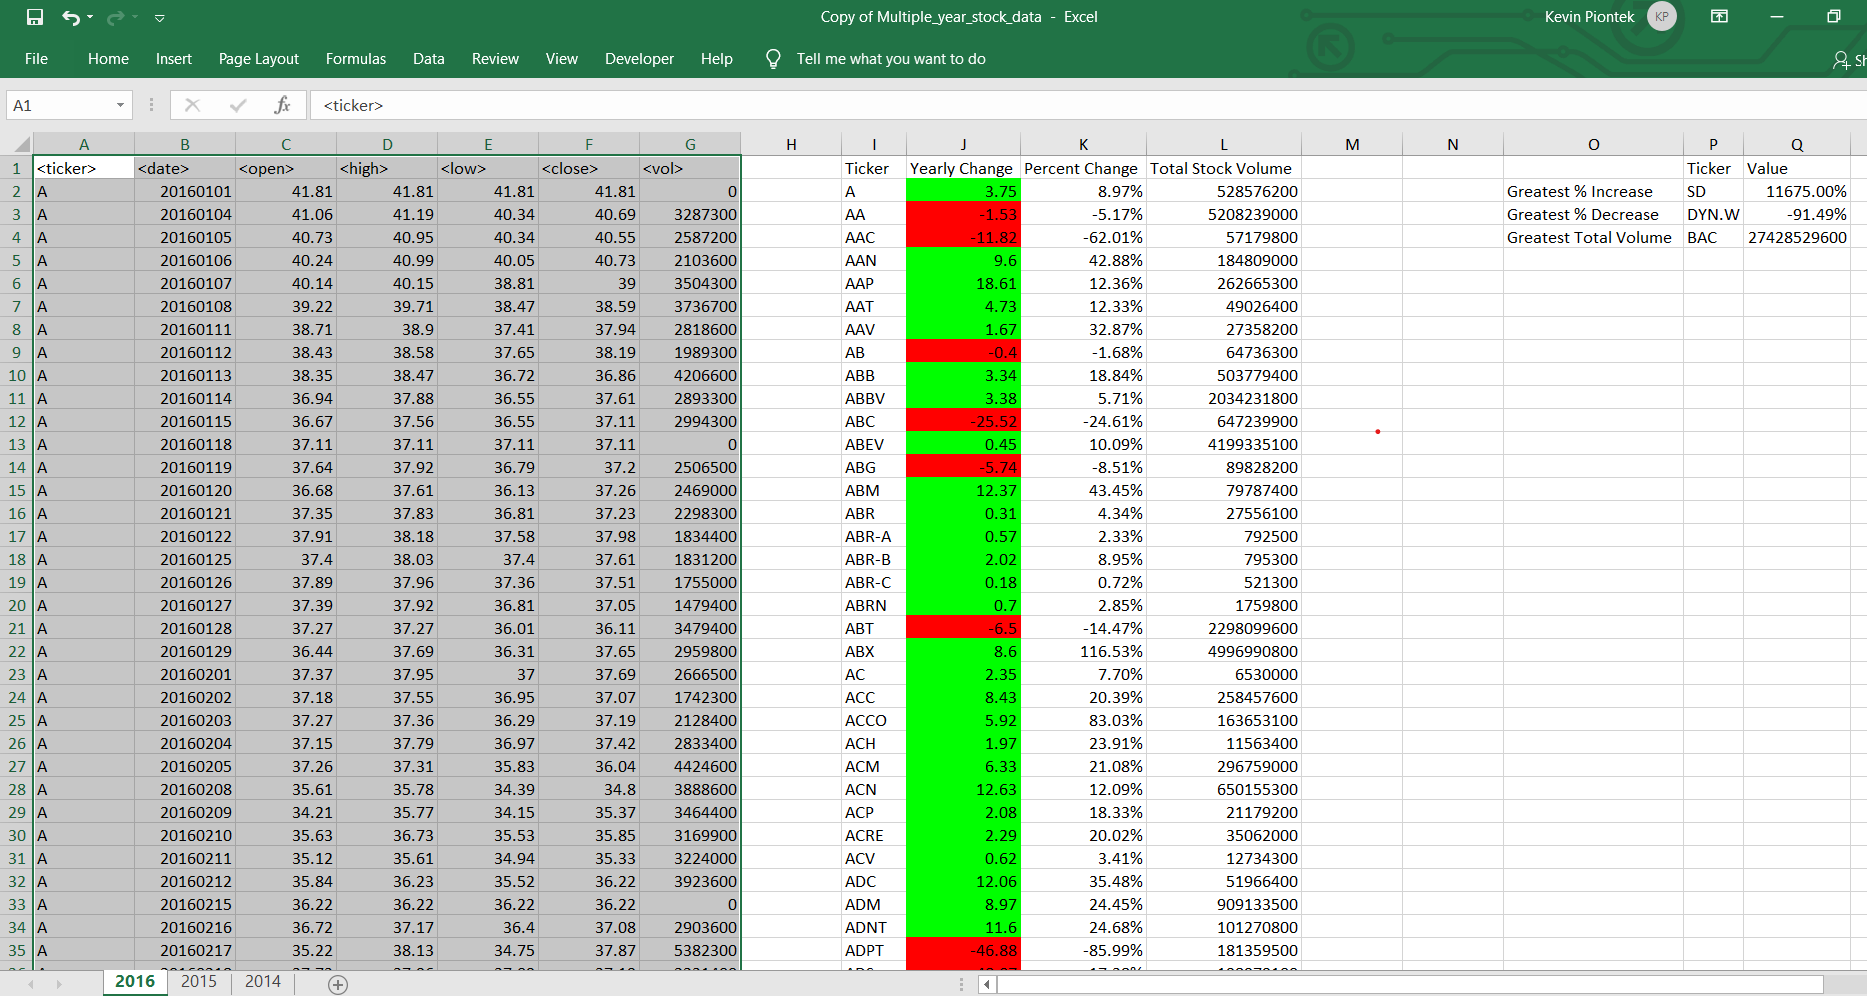 Copy of Multiple_year_stock_data - Excel Kevin Piontek KP
File Home Insert Page Layout Formulas Data Review View Developer Help Tell me what you want to do
A1 fx <ticker>
A B C D E F G H I J K L M N O P Q
1 <ticker> <date> <open> <high> <low> <close> <vol> Ticker Yearly Change Percent Change Total Stock Volume Ticker Value
2 A 20160101 41.81 41.81 41.81 41.81 0 A 3.75 8.97% 528576200 Greatest % Increase SD 11675.00%
3 A 20160104 41.06 41.19 40.34 40.69 3287300 AA -1.53 -5.17% 5208239000 Greatest % Decrease DYN.W -91.49%
4 A 20160105 40.73 40.95 40.34 40.55 2587200 AAC -11.82 -62.01% 57179800 Greatest Total Volume BAC 27428529600
5 A 20160106 40.24 40.99 40.05 40.73 2103600 AAN 9.6 42.88% 184809000
6 A 20160107 40.14 40.15 38.81 39 3504300 AAP 18.61 12.36% 262665300
7 A 20160108 39.22 39.71 38.47 38.59 3736700 AAT 4.73 12.33% 49026400
8 A 20160111 38.71 38.9 37.41 37.94 2818600 AAV 1.67 32.87% 27358200
9 A 20160112 38.43 38.58 37.65 38.19 1989300 AB -0.4 -1.68% 64736300
10 A 20160113 38.35 38.47 36.72 36.86 4206600 ABB 3.34 18.84% 503779400
11 A 20160114 36.94 37.88 36.55 37.61 2893300 ABBV 3.38 5.71% 2034231800
12 A 20160115 36.67 37.56 36.55 37.11 2994300 ABC -25.52 -24.61% 647239900
13 A 20160118 37.11 37.11 37.11 37.11 0 ABEV 0.45 10.09% 4199335100
14 A 20160119 37.64 37.92 36.79 37.2 2506500 ABG -5.74 -8.51% 89828200
15 A 20160120 36.68 37.61 36.13 37.26 2469000 ABM 12.37 43.45% 79787400
16 A 20160121 37.35 37.83 36.81 37.23 2298300 ABR 0.31 4.34% 27556100
17 A 20160122 37.91 38.18 37.58 37.98 1834400 ABR-A 0.57 2.33% 792500
18 A 20160125 37.4 38.03 37.4 37.61 1831200 ABR-B 2.02 8.95% 795300
19 A 20160126 37.89 37.96 37.36 37.51 1755000 ABR-C 0.18 0.72% 521300
20 A 20160127 37.39 37.92 36.81 37.05 1479400 ABRN 0.7 2.85% 1759800
21 A 20160128 37.27 37.27 36.01 36.11 3479400 ABT -6.5 -14.47% 2298099600
22 A 20160129 36.44 37.69 36.31 37.65 2959800 ABX 8.6 116.53% 4996990800
23 A 20160201 37.37 37.95 37 37.69 2666500 AC 2.35 7.70% 6530000
24 A 20160202 37.18 37.55 36.95 37.07 1742300 ACC 8.43 20.39% 258457600
25 A 20160203 37.27 37.36 36.29 37.19 2128400 ACCO 5.92 83.03% 163653100
26 A 20160204 37.15 37.79 36.97 37.42 2833400 ACH 1.97 23.91% 11563400
27 A 20160205 37.26 37.31 35.83 36.04 4424600 ACM 6.33 21.08% 296759000
28 A 20160208 35.61 35.78 34.39 34.8 3888600 ACN 12.63 12.09% 650155300
29 A 20160209 34.21 35.77 34.15 35.37 3464400 ACP 2.08 18.33% 21179200
30 A 20160210 35.63 36.73 35.53 35.85 3169900 ACRE 2.29 20.02% 35062000
31 A 20160211 35.12 35.61 34.94 35.33 3224000 ACV 0.62 3.41% 12734300
32 A 20160212 35.84 36.23 35.52 36.22 3923600 ADC 12.06 35.48% 51966400
33 A 20160215 36.22 36.22 36.22 36.22 0 ADM 8.97 24.45% 909133500
34 A 20160216 36.72 37.17 36.4 37.08 2903600 ADNT 11.6 24.68% 101270800
35 A 20160217 35.22 38.13 34.75 37.87 5382300 ADPT -46.88 -85.99% 181359500
2016 2015 2014